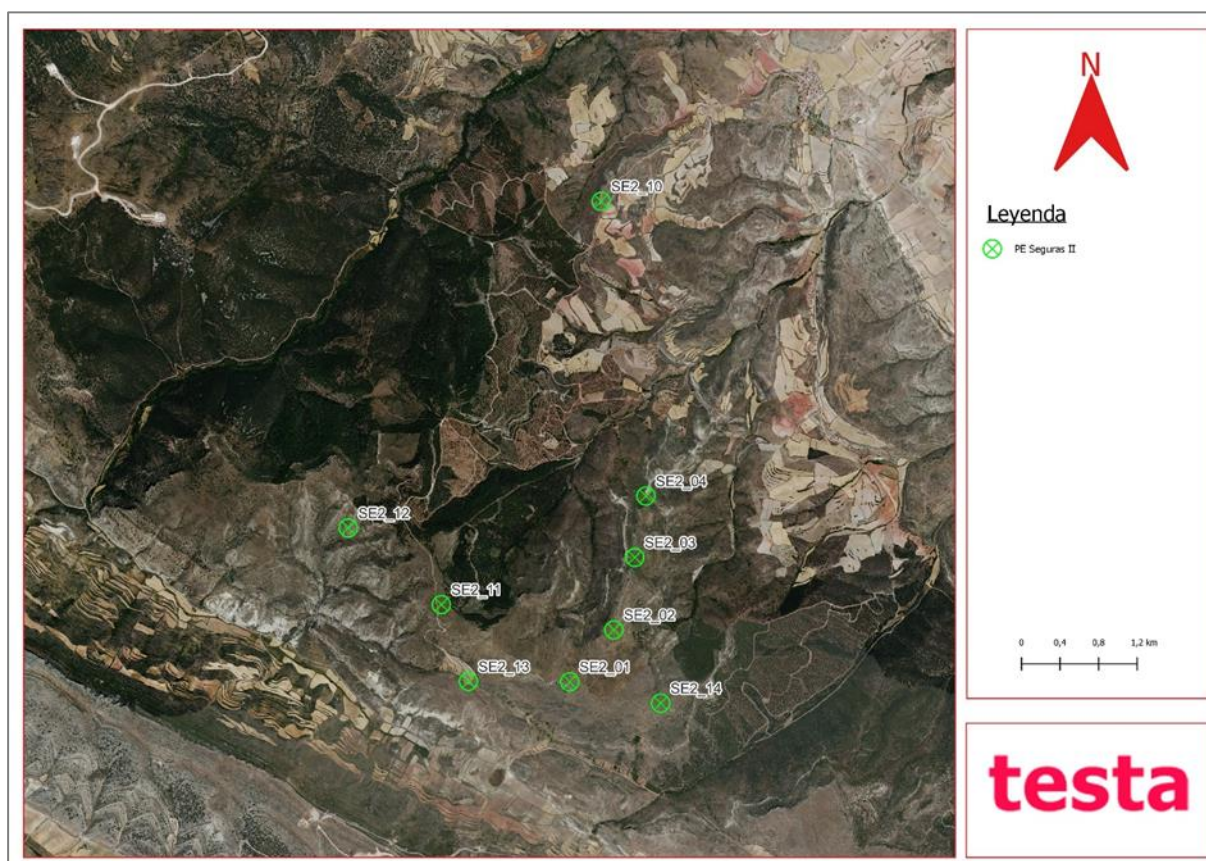 SE2_10
SE2_04
SE2_12
SE2_03
SE2_11
SE2_02
SE2_13
SE2_01
SE2_14
N
Leyenda
PE Seguras II
0 0,4 0,8 1,2 km
testa